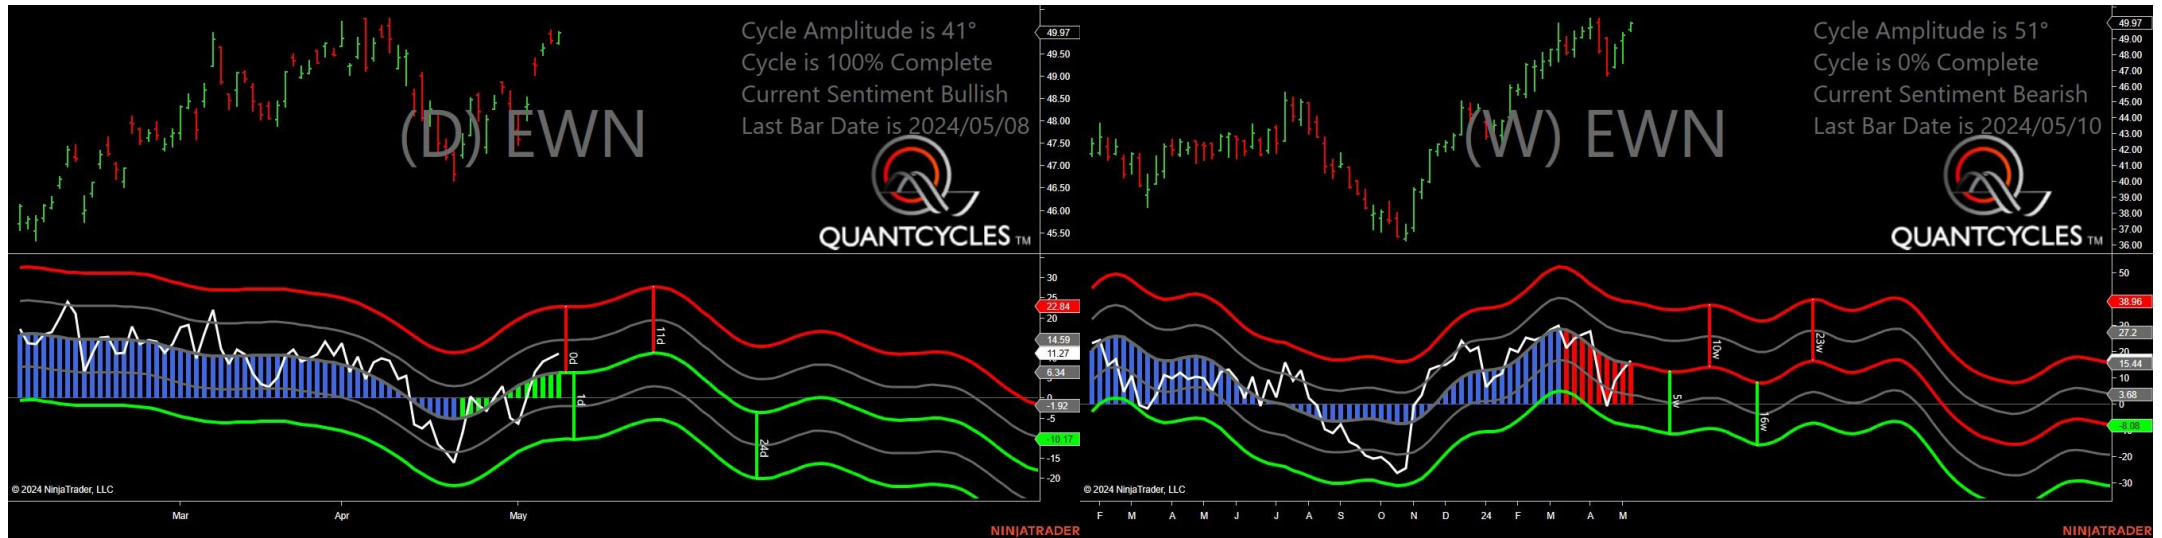 Cycle Amplitude is 41°
Cycle is 100% Complete
Current Sentiment Bullish
Last Bar Date is 2024/05/08
(D) EWN
QUANTCYCLES TM
49.97
49.50
49.00
48.50
48.00
47.50
47.00
46.50
46.00
45.50
30
25
22.84
20
14.59
11.27
6.34
-1.92
-5
-10.17
-15
-20
0d
1d
11d
24d
© 2024 NinjaTrader, LLC
Mar Apr May
NINJATRADER
Cycle Amplitude is 51°
Cycle is 0% Complete
Current Sentiment Bearish
Last Bar Date is 2024/05/10
(W) EWN
QUANTCYCLES TM
49.97
49.00
48.00
47.00
46.00
45.00
44.00
43.00
42.00
41.00
40.00
39.00
38.00
37.00
36.00
50
38.96
27.2
15.44
10
3.68
0
-8.08
-20
-30
5w
10w
16w
23w
© 2024 NinjaTrader, LLC
F M A M J J A S O N D 24 F M A M
NINJATRADER